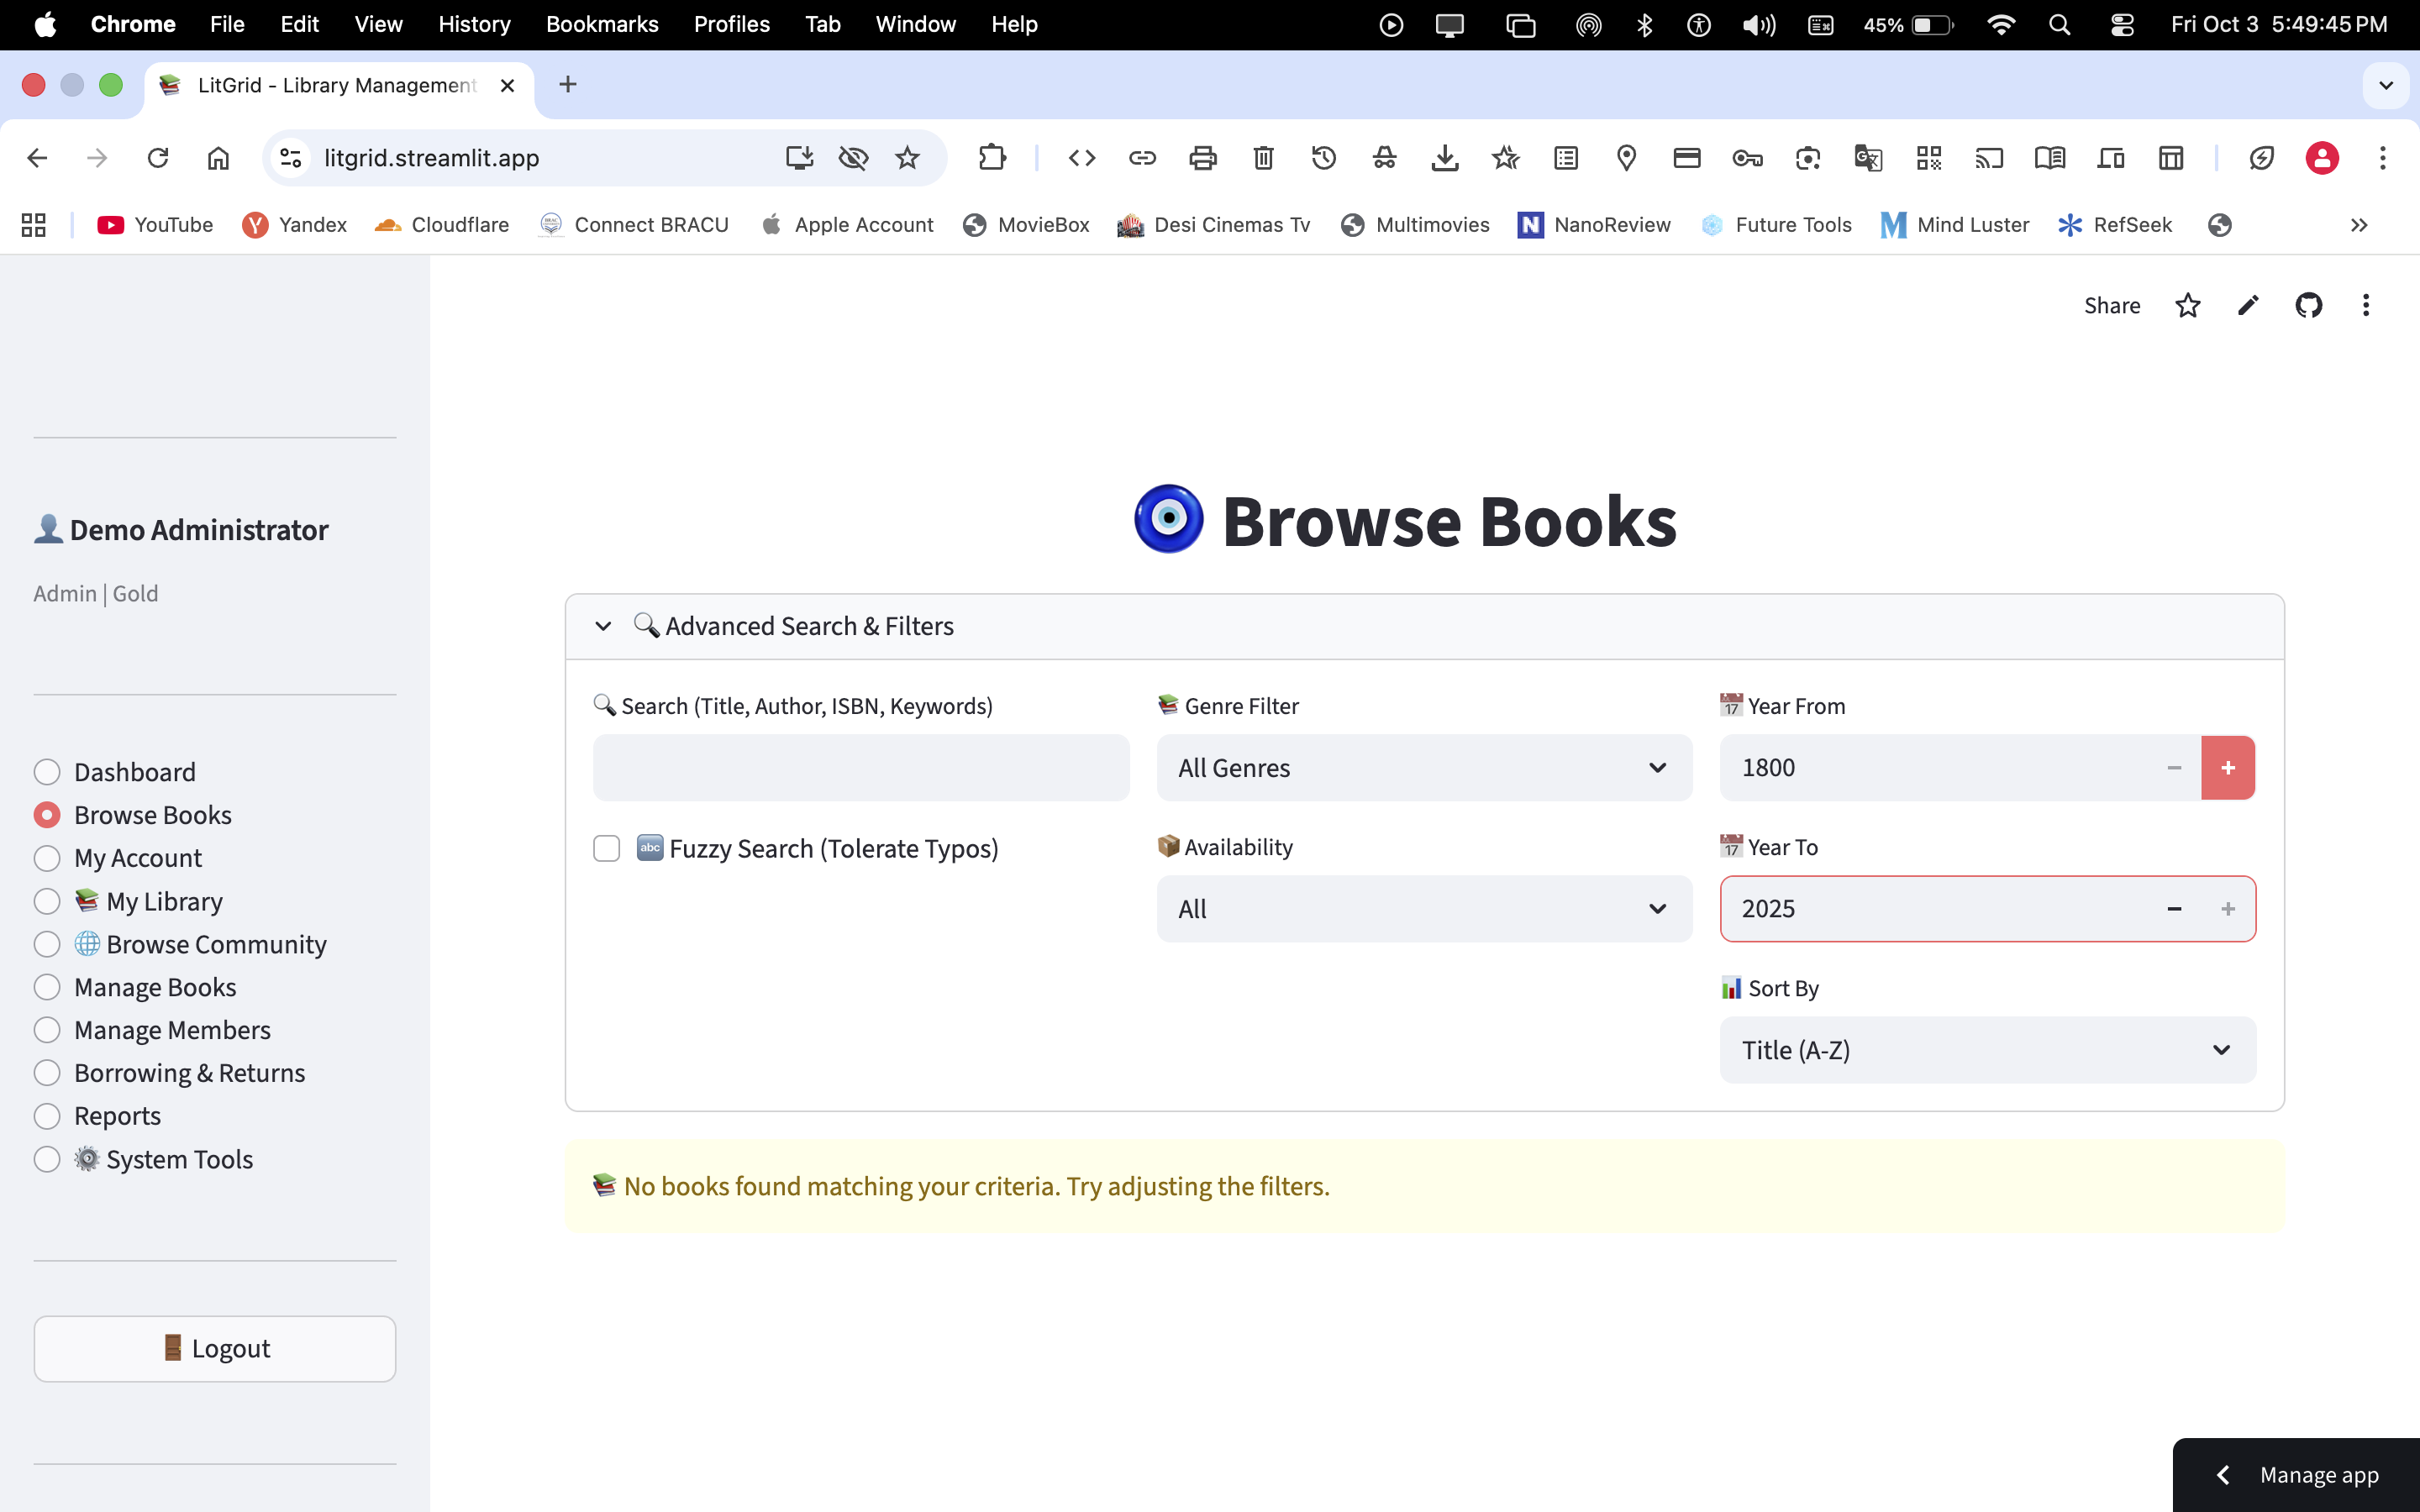 Chrome File Edit View History Bookmarks Profiles Tab Window Help 45% Fri Oct 3 5:49:45 PM
LitGrid - Library Management
litgrid.streamlit.app
YouTube Yandex Cloudflare Connect BRACU Apple Account MovieBox Desi Cinemas Tv Multimovies NanoReview Future Tools Mind Luster RefSeek
Share
Demo Administrator
Admin | Gold
Dashboard
Browse Books
My Account
My Library
Browse Community
Manage Books
Manage Members
Borrowing & Returns
Reports
System Tools
Logout
Browse Books
Advanced Search & Filters
Search (Title, Author, ISBN, Keywords)
abc Fuzzy Search (Tolerate Typos)
Genre Filter
All Genres
Availability
All
17 Year From
1800
17 Year To
2025
Sort By
Title (A-Z)
No books found matching your criteria. Try adjusting the filters.
Manage app